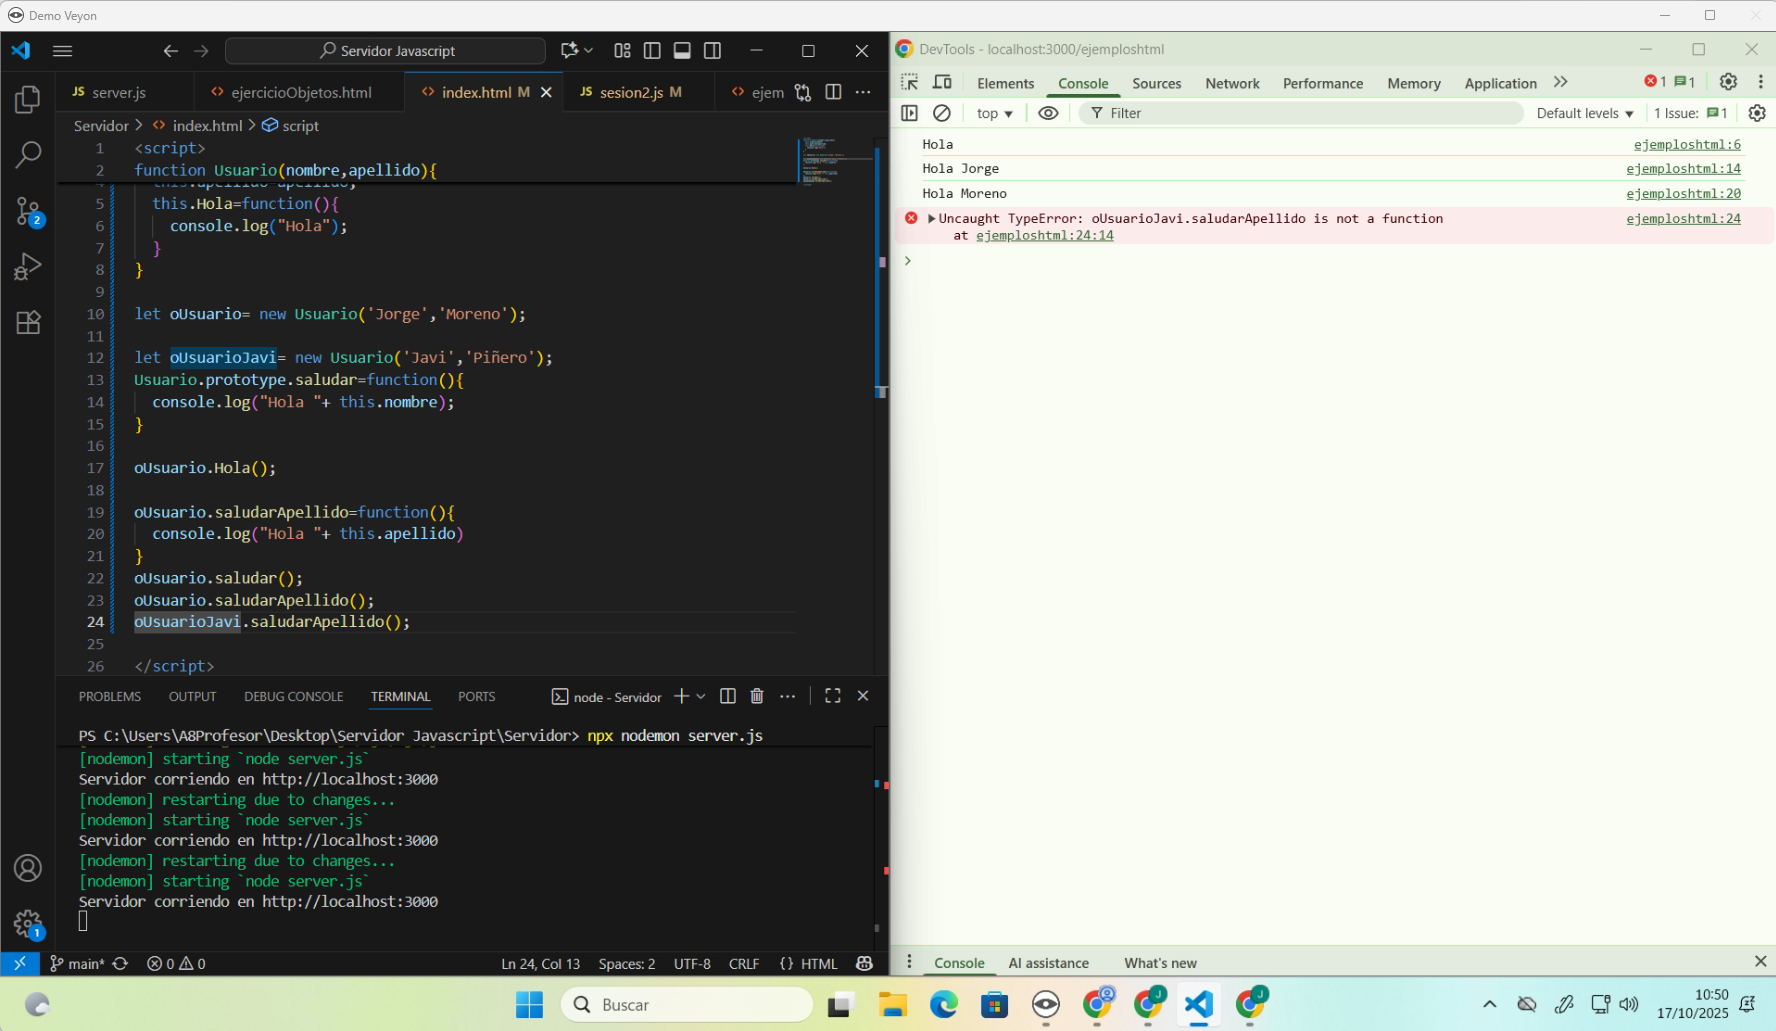 Demo Veyon
Servidor Javascript
server.js
ejercicioObjetos.html
index.html M
sesion2.js M
ejem
Servidor > index.html > script
1 <script>
2 function Usuario(nombre,apellido){
5 this.Hola=function(){
6 console.log("Hola");
7 }
8 }
9
10 let oUsuario= new Usuario('Jorge','Moreno');
11
12 let oUsuarioJavi= new Usuario('Javi','Piñero');
13 Usuario.prototype.saludar=function(){
14 console.log("Hola "+ this.nombre);
15 }
16
17 oUsuario.Hola();
18
19 oUsuario.saludarApellido=function(){
20 console.log("Hola "+ this.apellido)
21 }
22 oUsuario.saludar();
23 oUsuario.saludarApellido();
24 oUsuarioJavi.saludarApellido();
25
26 </script>
PROBLEMS OUTPUT DEBUG CONSOLE TERMINAL PORTS node - Servidor
PS C:\Users\A8Profesor\Desktop\Servidor Javascript\Servidor> npx nodemon server.js
[nodemon] starting `node server.js`
Servidor corriendo en http://localhost:3000
[nodemon] restarting due to changes...
[nodemon] starting `node server.js`
Servidor corriendo en http://localhost:3000
[nodemon] restarting due to changes...
[nodemon] starting `node server.js`
Servidor corriendo en http://localhost:3000
2
1
main* 0 0 Ln 24, Col 13 Spaces: 2 UTF-8 CRLF {} HTML
DevTools - localhost:3000/ejemploshtml
Elements Console Sources Network Performance Memory Application 1 1
top Filter Default levels 1 Issue: 1
Hola ejemploshtml:6
Hola Jorge ejemploshtml:14
Hola Moreno ejemploshtml:20
Uncaught TypeError: oUsuarioJavi.saludarApellido is not a function ejemploshtml:24
at ejemploshtml:24:14
Console AI assistance What's new
Buscar
10:50
17/10/2025